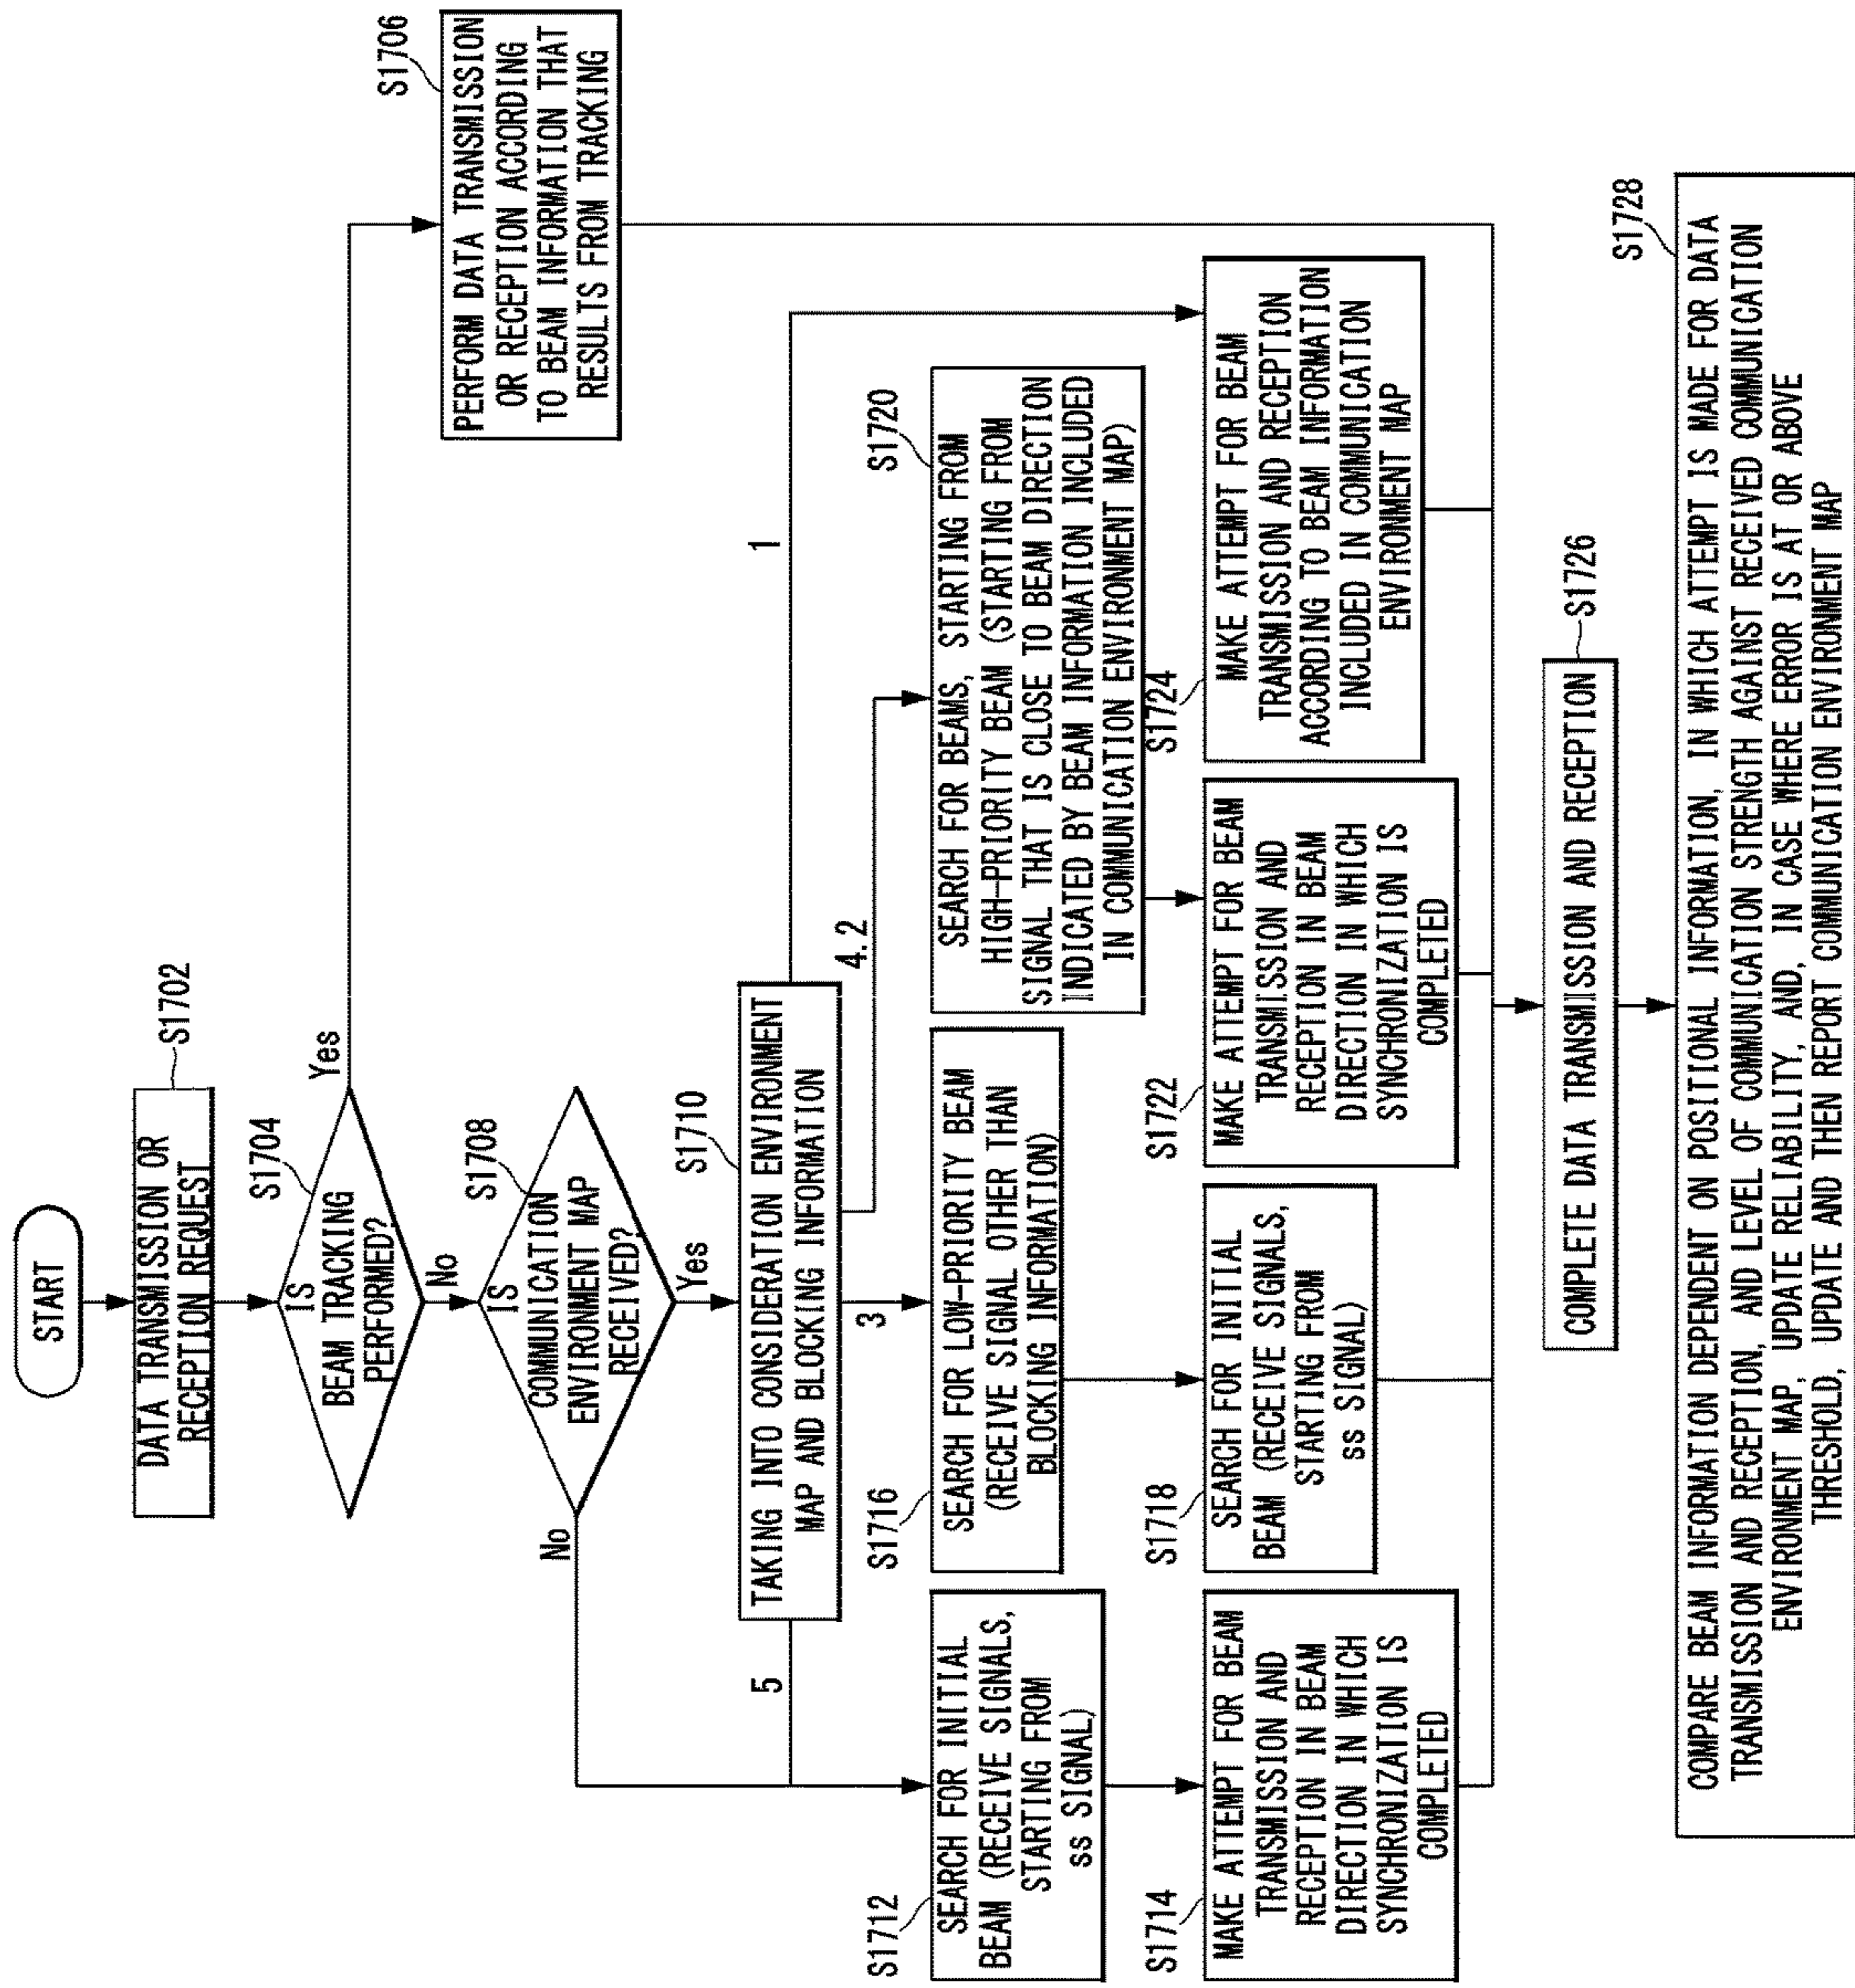 START
S1702
DATA TRANSMISSION OR
RECEPTION REQUEST
S1704
IS
BEAM TRACKING
PERFORMED?
Yes
No
S1706
PERFORM DATA TRANSMISSION
OR RECEPTION ACCORDING
TO BEAM INFORMATION THAT
RESULTS FROM TRACKING
S1708
IS
COMMUNICATION
ENVIRONMENT MAP
RECEIVED?
No
Yes
S1710
TAKING INTO CONSIDERATION ENVIRONMENT
MAP AND BLOCKING INFORMATION
5
3
4.2
1
S1712
SEARCH FOR INITIAL
BEAM (RECEIVE SIGNALS,
STARTING FROM
ss SIGNAL)
S1716
SEARCH FOR LOW-PRIORITY BEAM
(RECEIVE SIGNAL OTHER THAN
BLOCKING INFORMATION)
S1720
SEARCH FOR BEAMS, STARTING FROM
HIGH-PRIORITY BEAM (STARTING FROM
SIGNAL THAT IS CLOSE TO BEAM DIRECTION
INDICATED BY BEAM INFORMATION INCLUDED
IN COMMUNICATION ENVIRONMENT MAP)
S1714
MAKE ATTEMPT FOR BEAM
TRANSMISSION AND
RECEPTION IN BEAM
DIRECTION IN WHICH
SYNCHRONIZATION IS
COMPLETED
S1718
SEARCH FOR INITIAL
BEAM (RECEIVE SIGNALS,
STARTING FROM
ss SIGNAL)
S1722
MAKE ATTEMPT FOR BEAM
TRANSMISSION AND
RECEPTION IN BEAM
DIRECTION IN WHICH
SYNCHRONIZATION IS
COMPLETED
S1724
MAKE ATTEMPT FOR BEAM
TRANSMISSION AND RECEPTION
ACCORDING TO BEAM INFORMATION
INCLUDED IN COMMUNICATION
ENVIRONMENT MAP
COMPLETE DATA TRANSMISSION AND RECEPTION
S1726
S1728
COMPARE BEAM INFORMATION DEPENDENT ON POSITIONAL INFORMATION, IN WHICH ATTEMPT IS MADE FOR DATA
TRANSMISSION AND RECEPTION, AND LEVEL OF COMMUNICATION STRENGTH AGAINST RECEIVED COMMUNICATION
ENVIRONMENT MAP, UPDATE RELIABILITY, AND, IN CASE WHERE ERROR IS AT OR ABOVE
THRESHOLD, UPDATE AND THEN REPORT COMMUNICATION ENVIRONMENT MAP